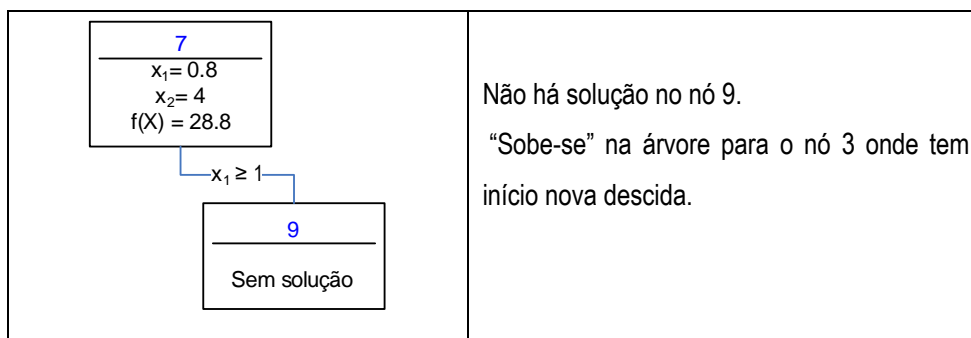 7
x₁= 0.8
x₂= 4
f(X) = 28.8
x₁ ≥ 1
9
Sem solução
Não há solução no nó 9.
“Sobe-se” na árvore para o nó 3 onde tem
início nova descida.